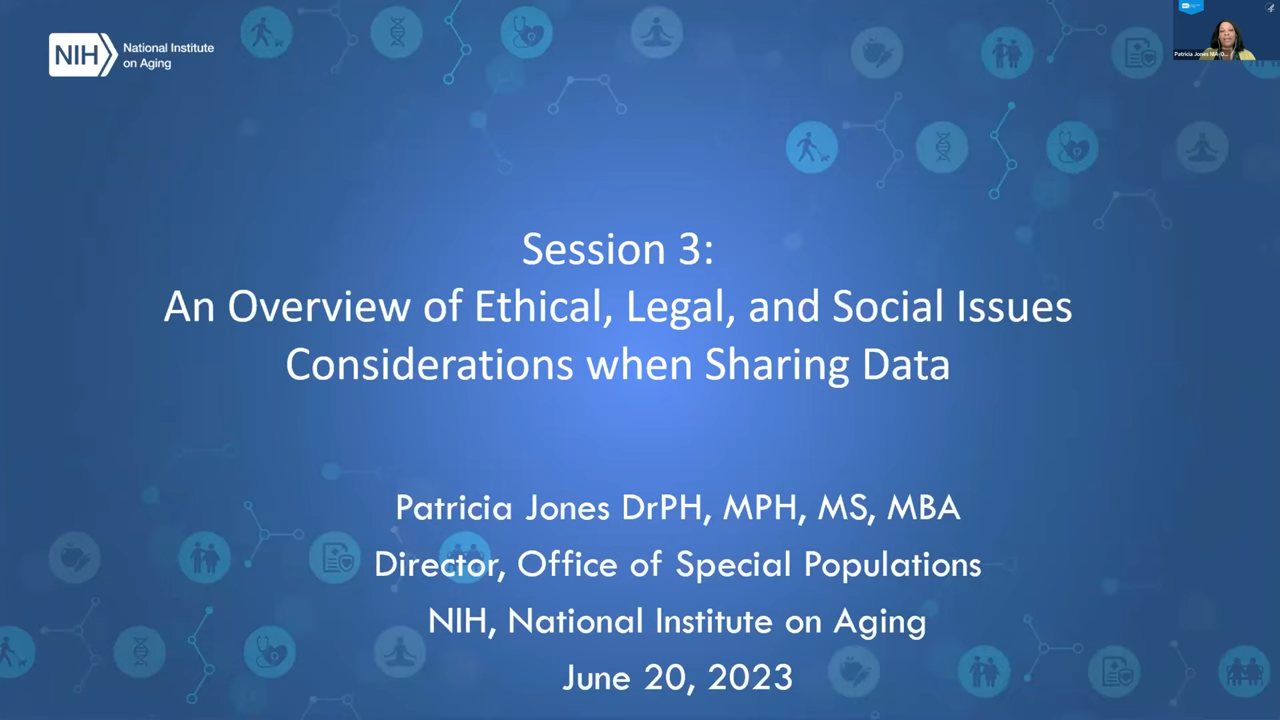 NIH National Institute
on Aging
Patricia Jones
Session 3:
An Overview of Ethical, Legal, and Social Issues
Considerations when Sharing Data
Patricia Jones DrPH, MPH, MS, MBA
Director, Office of Special Populations
NIH, National Institute on Aging
June 20, 2023